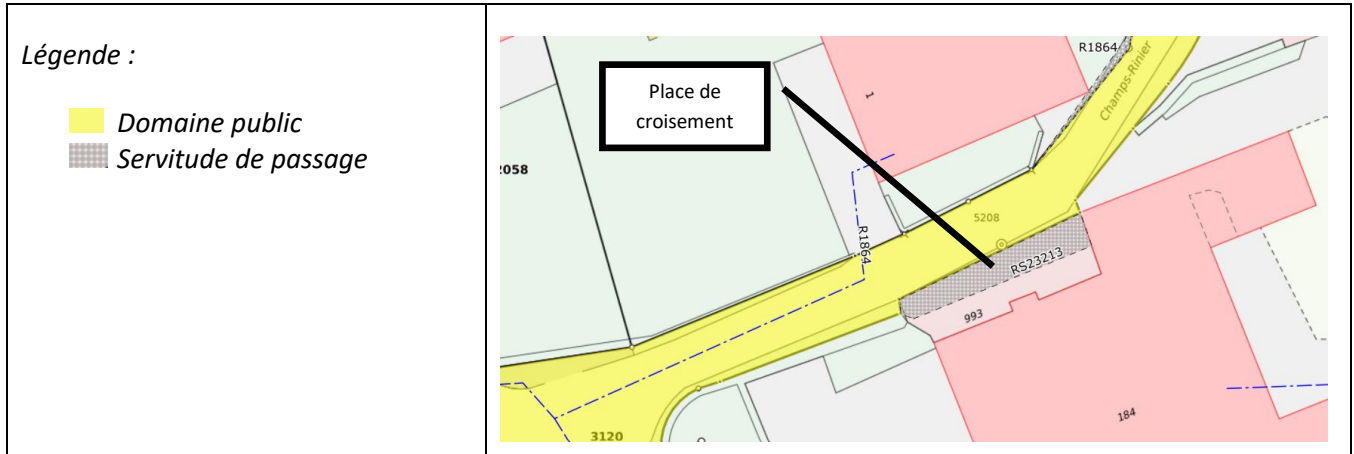 Légende :
Domaine public
Servitude de passage
Place de
croisement
R1864
Champs-Rinier
1
2058
5208
R1864
RS23213
993
184
3120